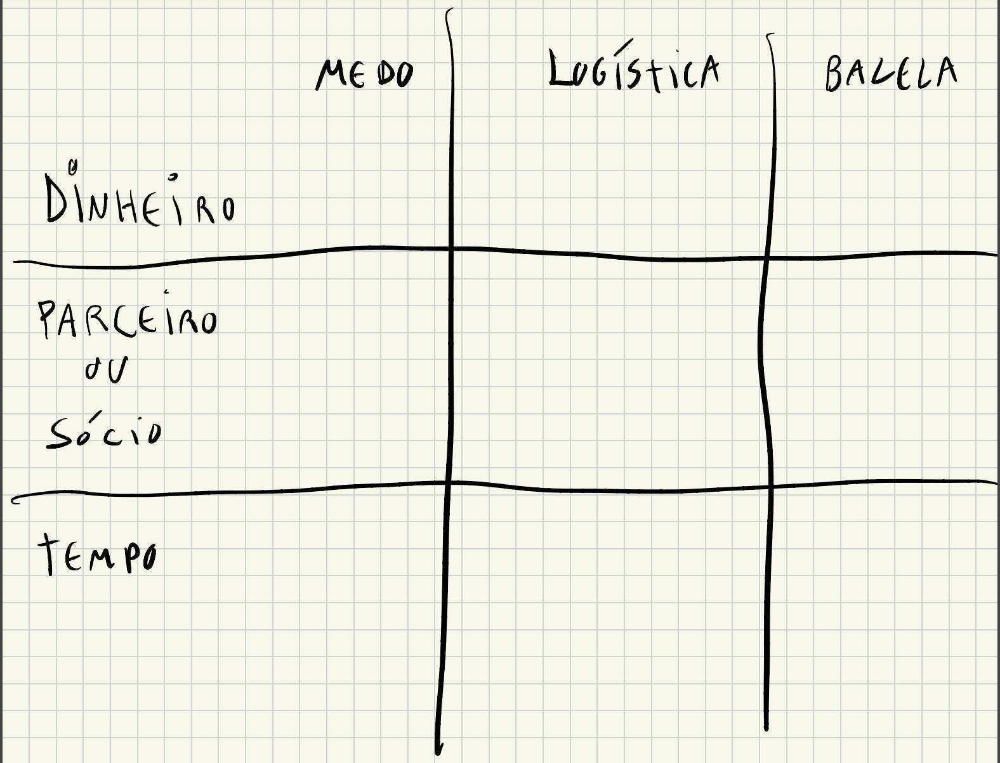 MEDO LOGÍSTICA BALELA
DINHEIRO
PARCEIRO
OU
SÓCIO
TEMPO